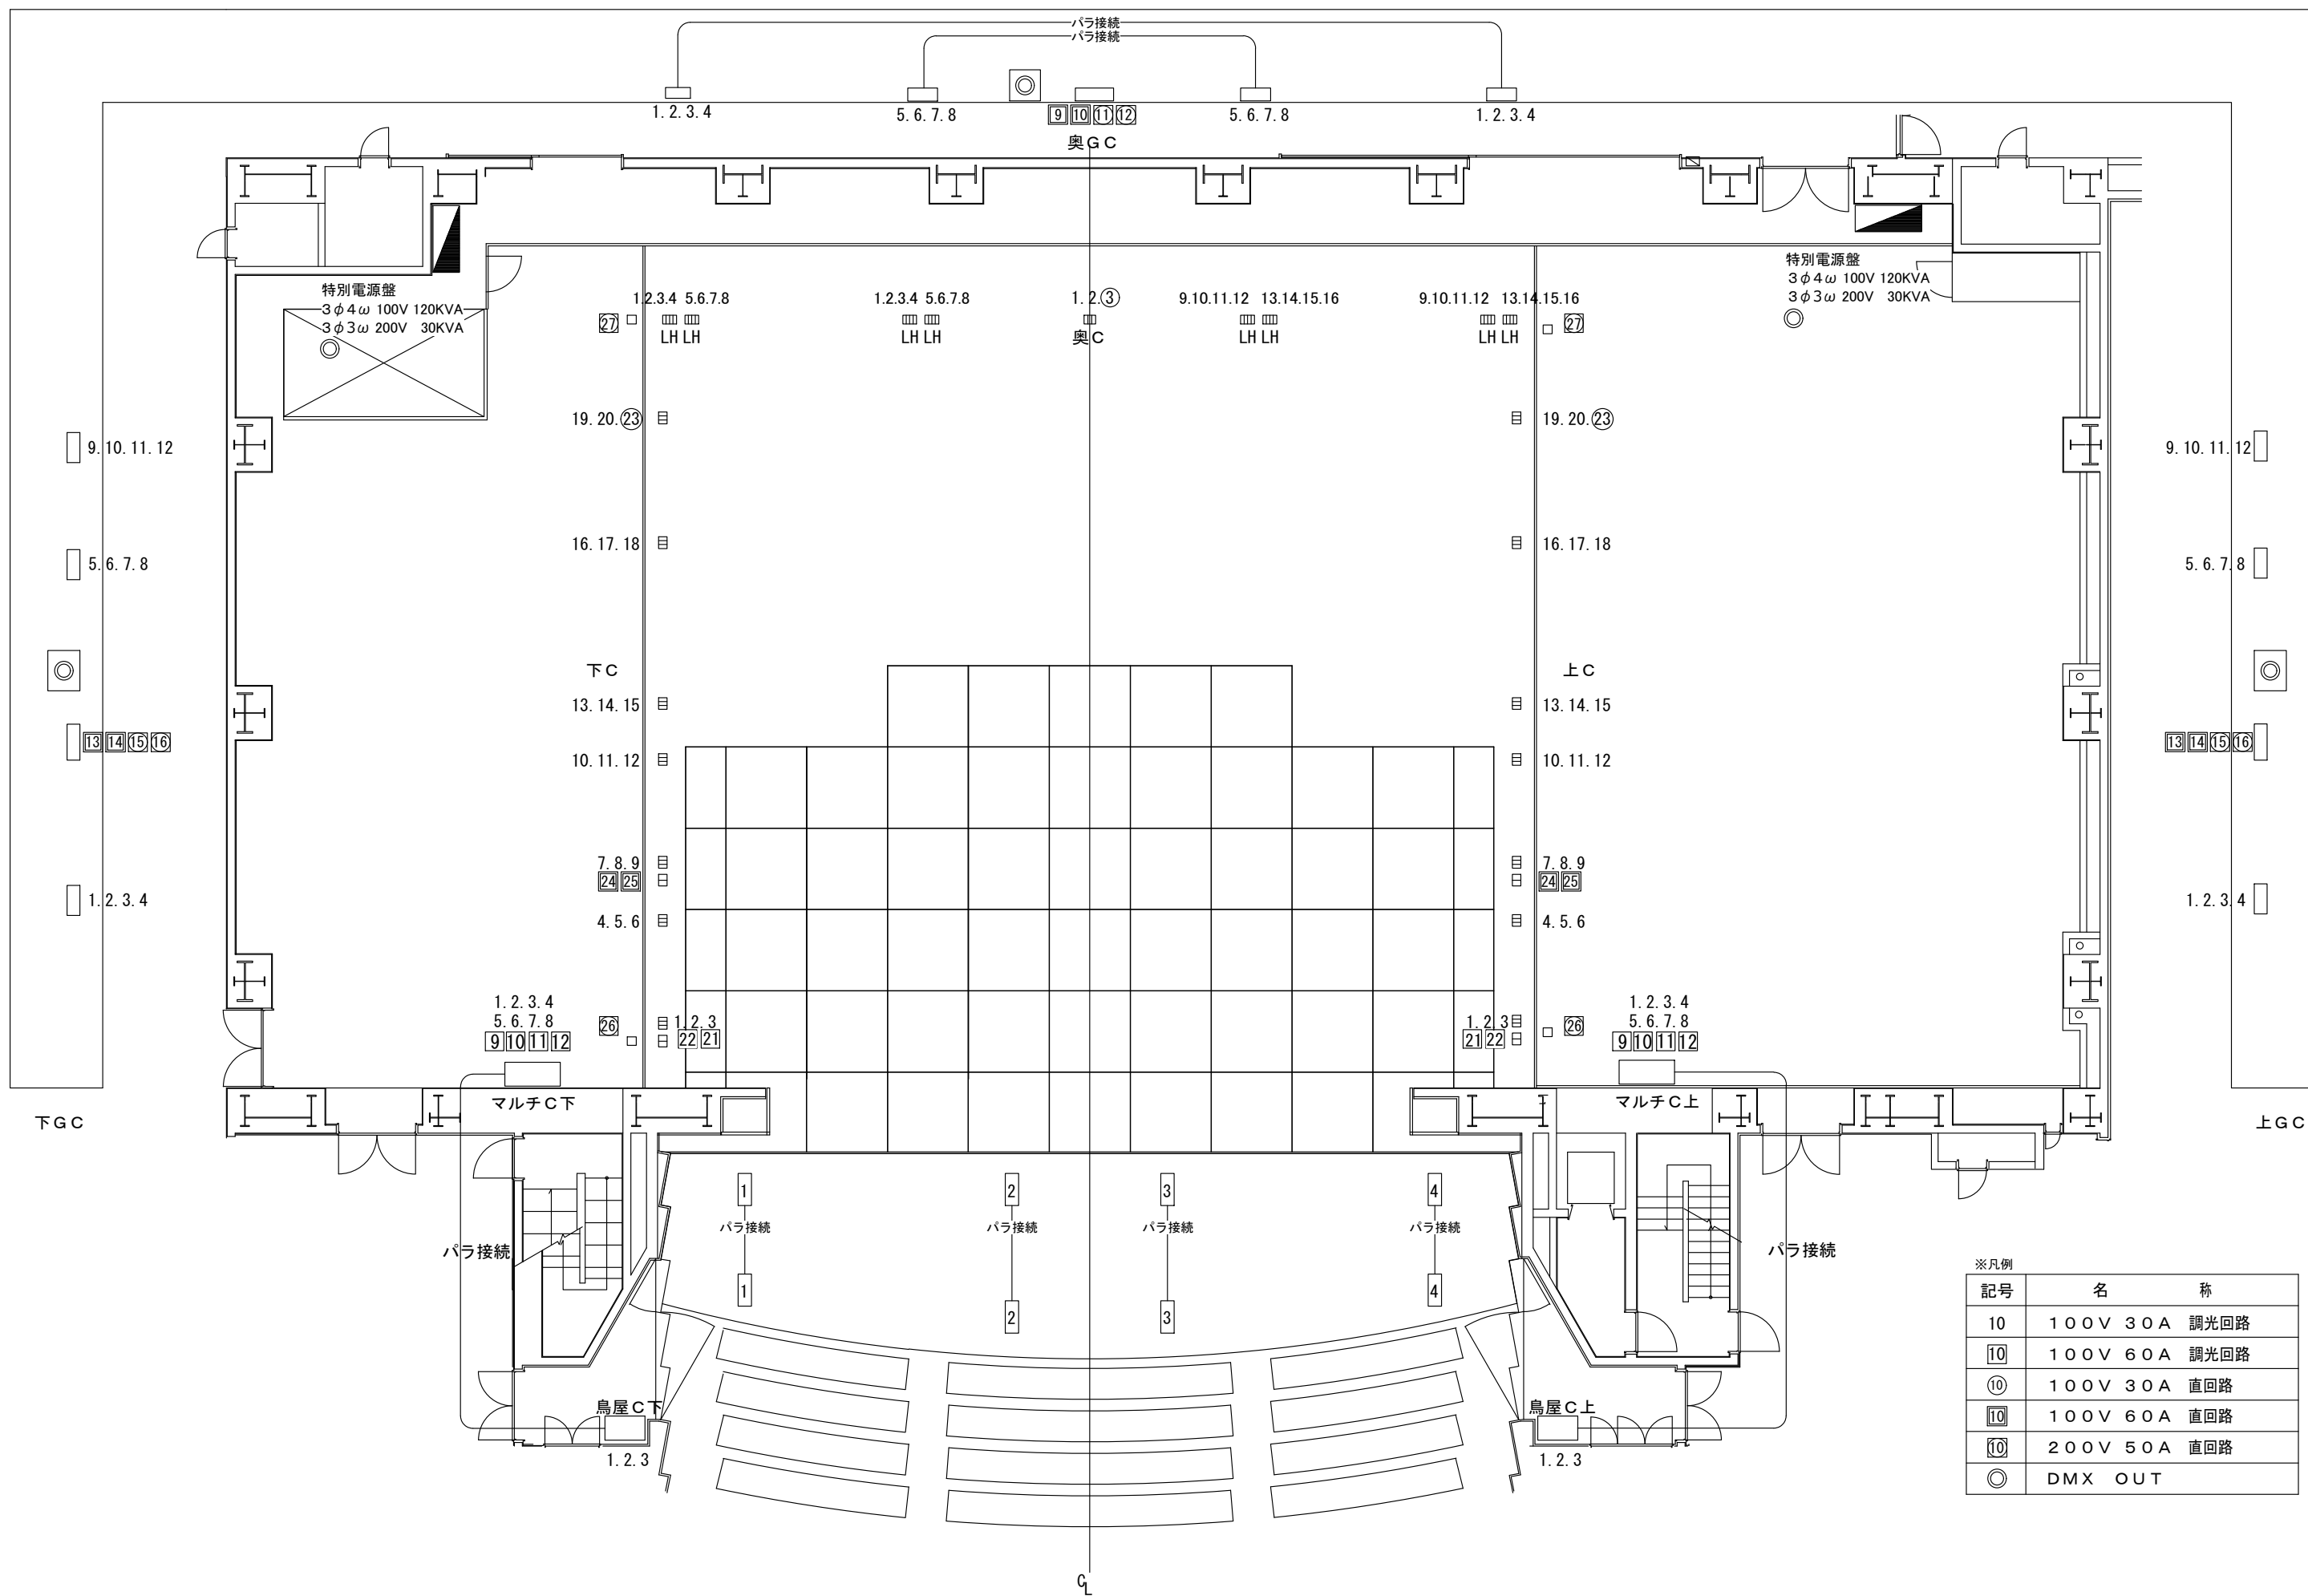 パラ接続
パラ接続
1.2.3.4
5.6.7.8
9 10 11 12
5.6.7.8
1.2.3.4
奥GC
特別電源盤
3φ4ω 100V 120KVA
3φ3ω 200V 30KVA
特別電源盤
3φ4ω 100V 120KVA
3φ3ω 200V 30KVA
1.2.3.4 5.6.7.8
1.2.3.4 5.6.7.8
1.2.③
9.10.11.12 13.14.15.16
9.10.11.12 13.14.15.16
27
LH LH
LH LH
奥C
LH LH
LH LH
27
19.20.㉓
19.20.㉓
9.10.11.12
9.10.11.12
16.17.18
16.17.18
5.6.7.8
5.6.7.8
下C
上C
13.14.15
13.14.15
13 14 15 16
13 14 15 16
10.11.12
10.11.12
7.8.9
7.8.9
24 25
24 25
1.2.3.4
1.2.3.4
4.5.6
4.5.6
1.2.3.4
5.6.7.8
9 10 11 12
26
1.2.3
22 21
1.2.3
21 22
26
1.2.3.4
5.6.7.8
9 10 11 12
マルチC下
マルチC上
下GC
上GC
1
2
3
4
パラ接続
パラ接続
パラ接続
パラ接続
パラ接続
パラ接続
1
2
3
4
鳥屋C下
鳥屋C上
1.2.3
1.2.3
※凡例
記号 名 称
10 100V 30A 調光回路
10 100V 60A 調光回路
⑩ 100V 30A 直回路
10 100V 60A 直回路
10 200V 50A 直回路
◎ DMX OUT
CL